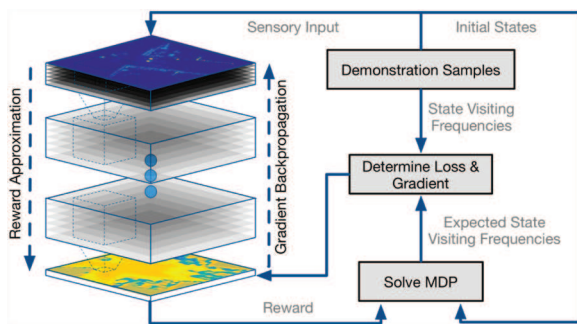 Sensory Input
Initial States
Demonstration Samples
State Visiting
Frequencies
Reward Approximation
Gradient Backpropagation
Determine Loss &
Gradient
Expected State
Visiting Frequencies
Solve MDP
Reward